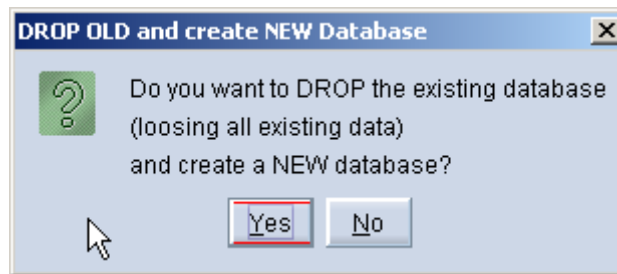 DROP OLD and create NEW Database
Do you want to DROP the existing database
(loosing all existing data)
and create a NEW database?
Yes No